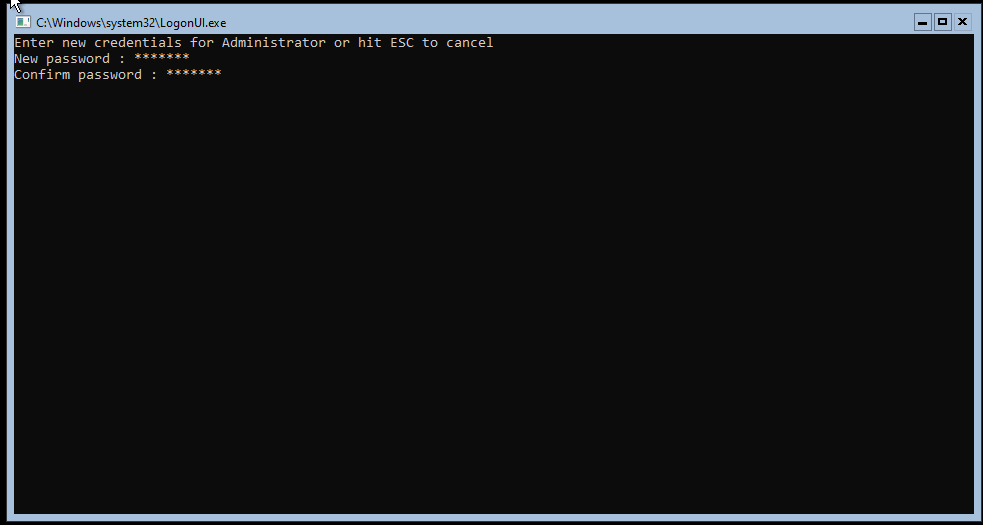 C:\Windows\system32\LogonUI.exe
Enter new credentials for Administrator or hit ESC to cancel
New password : *******
Confirm password : *******